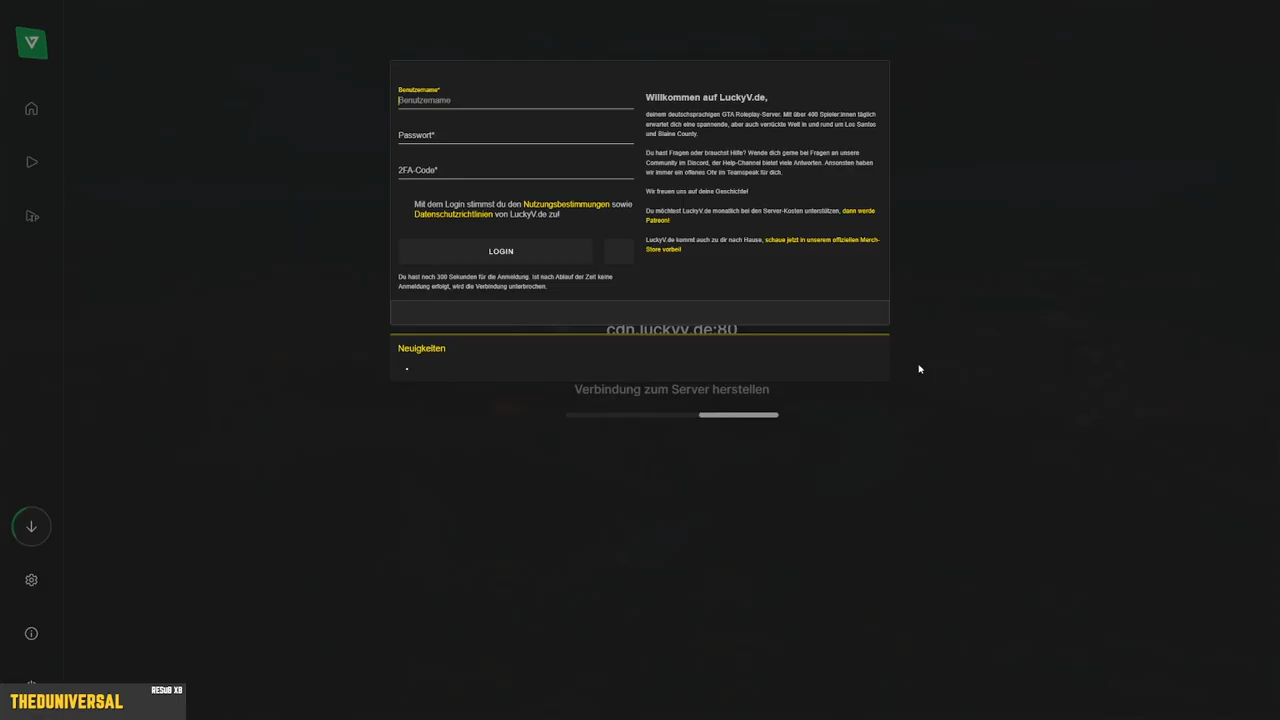 Benutzername*
Benutzername
Passwort*
2FA-Code*
Mit dem Login stimmst du den Nutzungsbestimmungen sowie
Datenschutzrichtlinien von LuckyV.de zu!
LOGIN
Du hast noch 300 Sekunden für die Anmeldung. Ist nach Ablauf der Zeit keine
Anmeldung erfolgt, wird die Verbindung unterbrochen.
Willkommen auf LuckyV.de,
deinem deutschsprachigen GTA Roleplay-Server. Mit über 400 Spieler:innen täglich
erwartet dich eine spannende, aber auch verrückte Welt in und rund um Los Santos
und Blaine County.
Du hast Fragen oder brauchst Hilfe? Wende dich gerne bei Fragen an unsere
Community im Discord, der Help-Channel bietet viele Antworten. Ansonsten haben
wir immer ein offenes Ohr im Teamspeak für dich.
Wir freuen uns auf deine Geschichte!
Du möchtest LuckyV.de monatlich bei den Server-Kosten unterstützen, dann werde
Patreon!
LuckyV.de kommt auch zu dir nach Hause, schaue jetzt in unserem offiziellen Merch-
Store vorbei!
cdn.luckyv.de:80
Neuigkeiten
Verbindung zum Server herstellen
RESUB X8
THEDUNIVERSAL